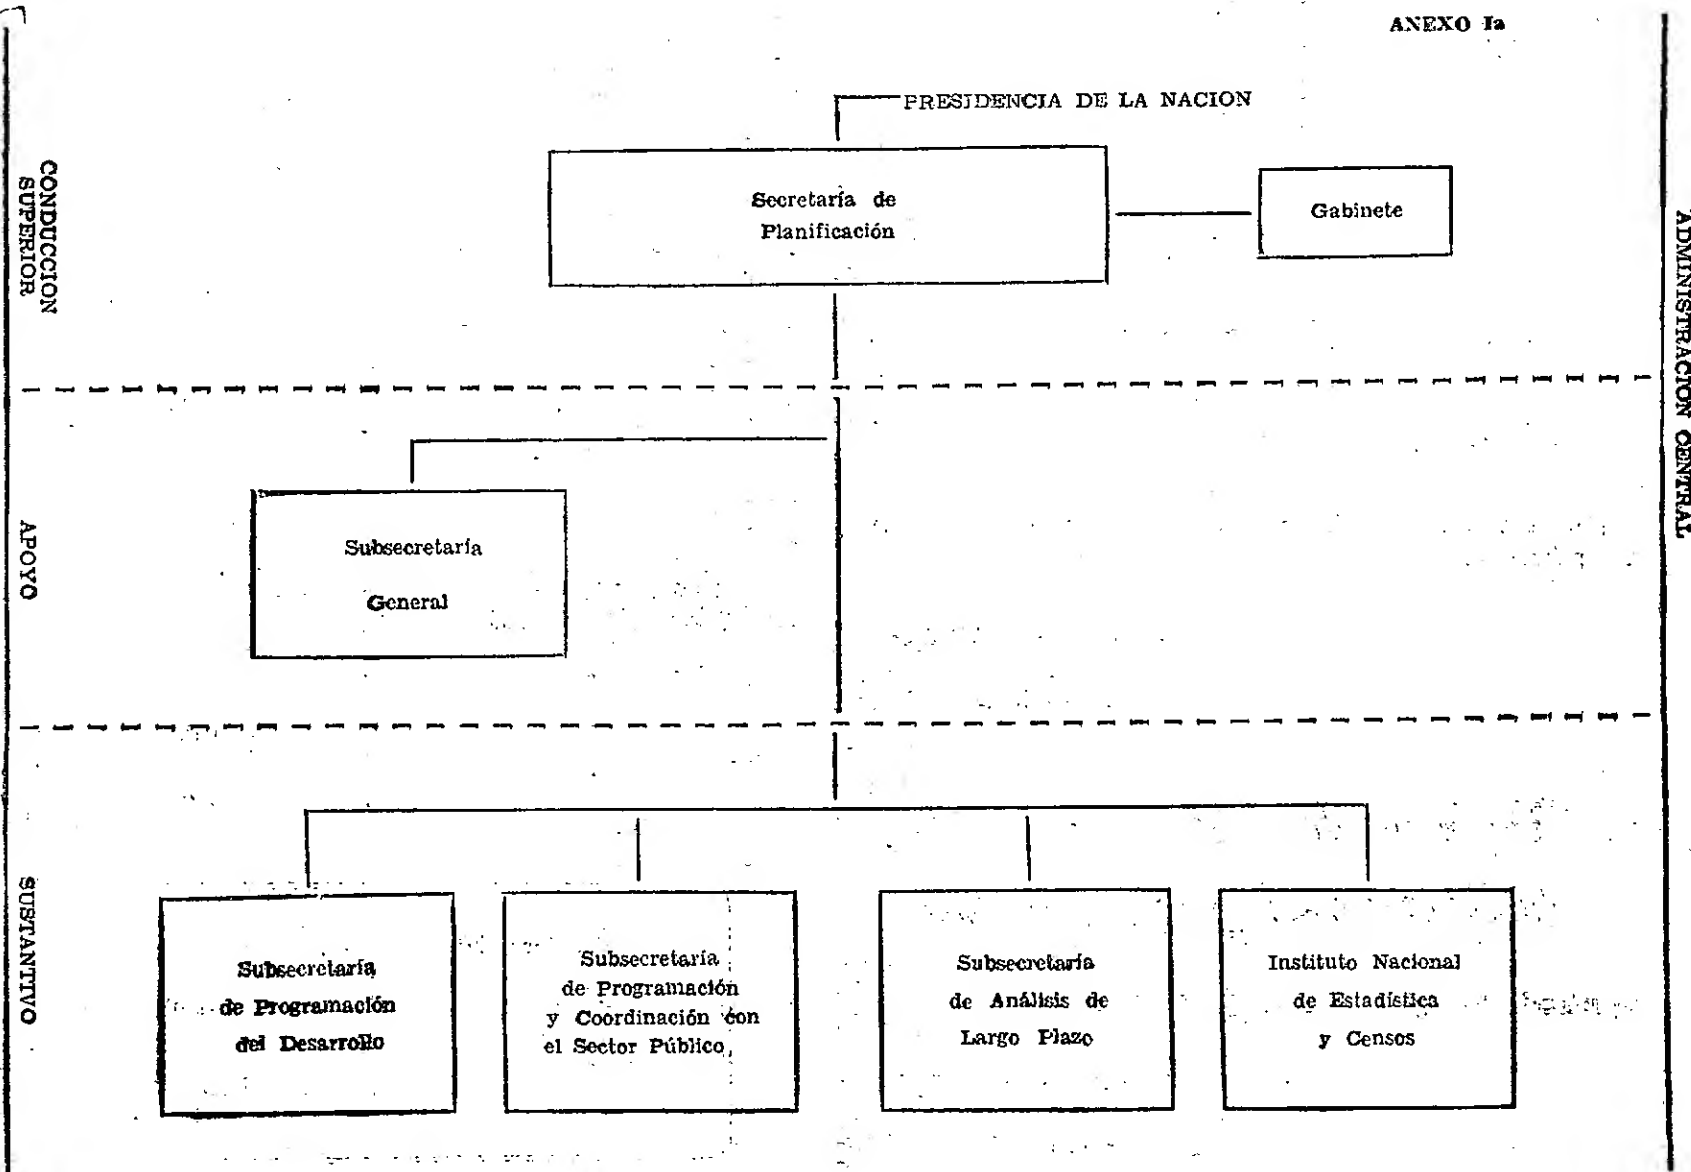 ANEXO Ia
PRESIDENCIA DE LA NACION
CONDUCCION
SUPERIOR
Secretaría de
Planificación
Gabinete
ADMINISTRACION CENTRAL
APOYO
Subsecretaría
General
SUSTANTIVO
Subsecretaría
de Programación
del Desarrollo
Subsecretaría
de Programación
y Coordinación con
el Sector Público,
Subsecretaría
de Análisis de
Largo Plazo
Instituto Nacional
de Estadística
y Censos